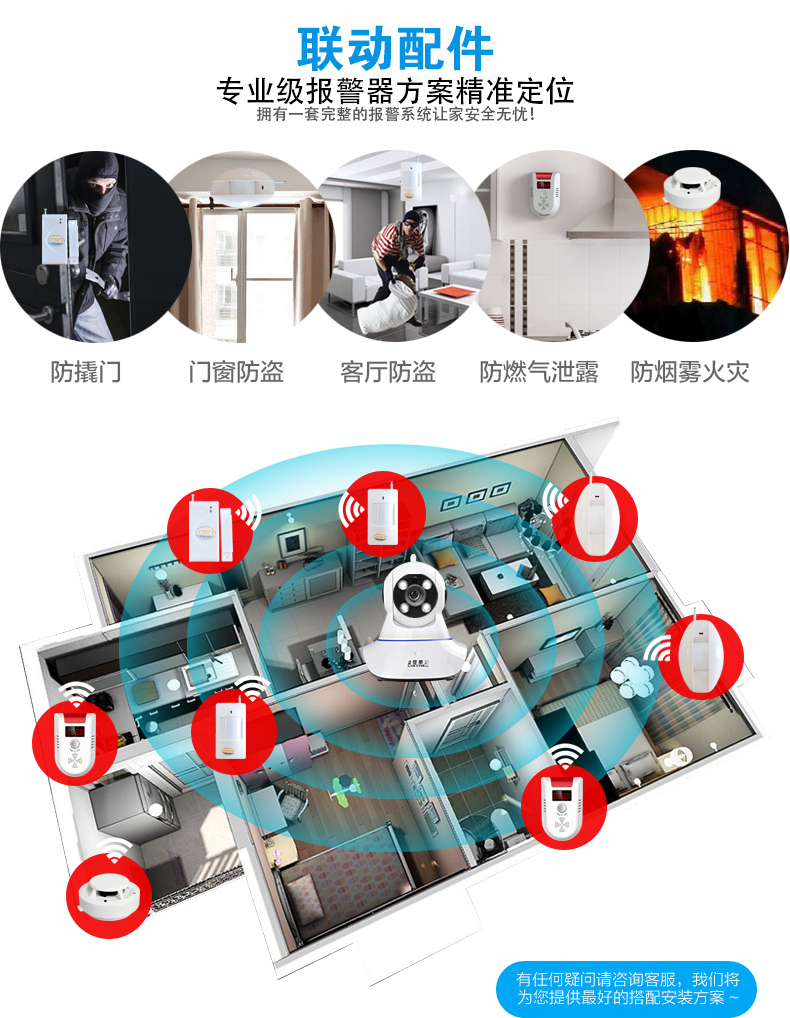 联动配件
专业级报警器方案精准定位
拥有一套完整的报警系统让家安全无忧！
防撬门
门窗防盗
客厅防盗
防燃气泄露
防烟雾火灾
有任何疑问请咨询客服，我们将
为您提供最好的搭配安装方案~